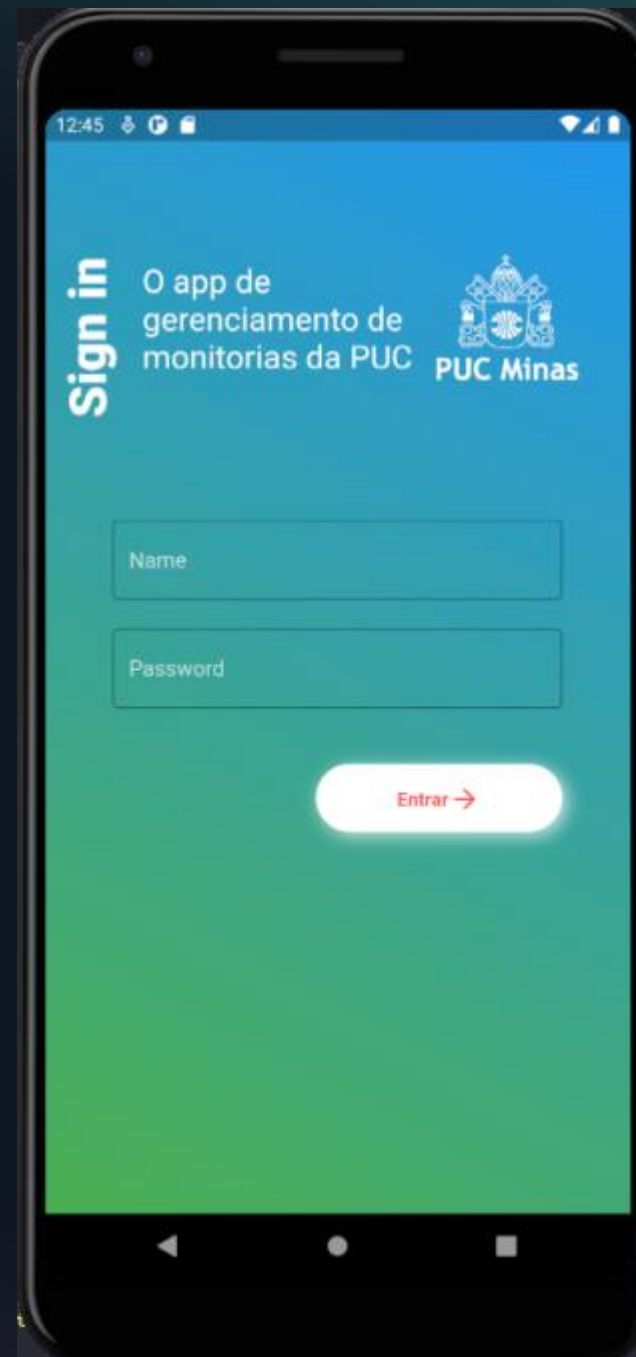 12:45
Sign in
O app de
gerenciamento de
monitorias da PUC
PUC Minas
Name
Password
Entrar